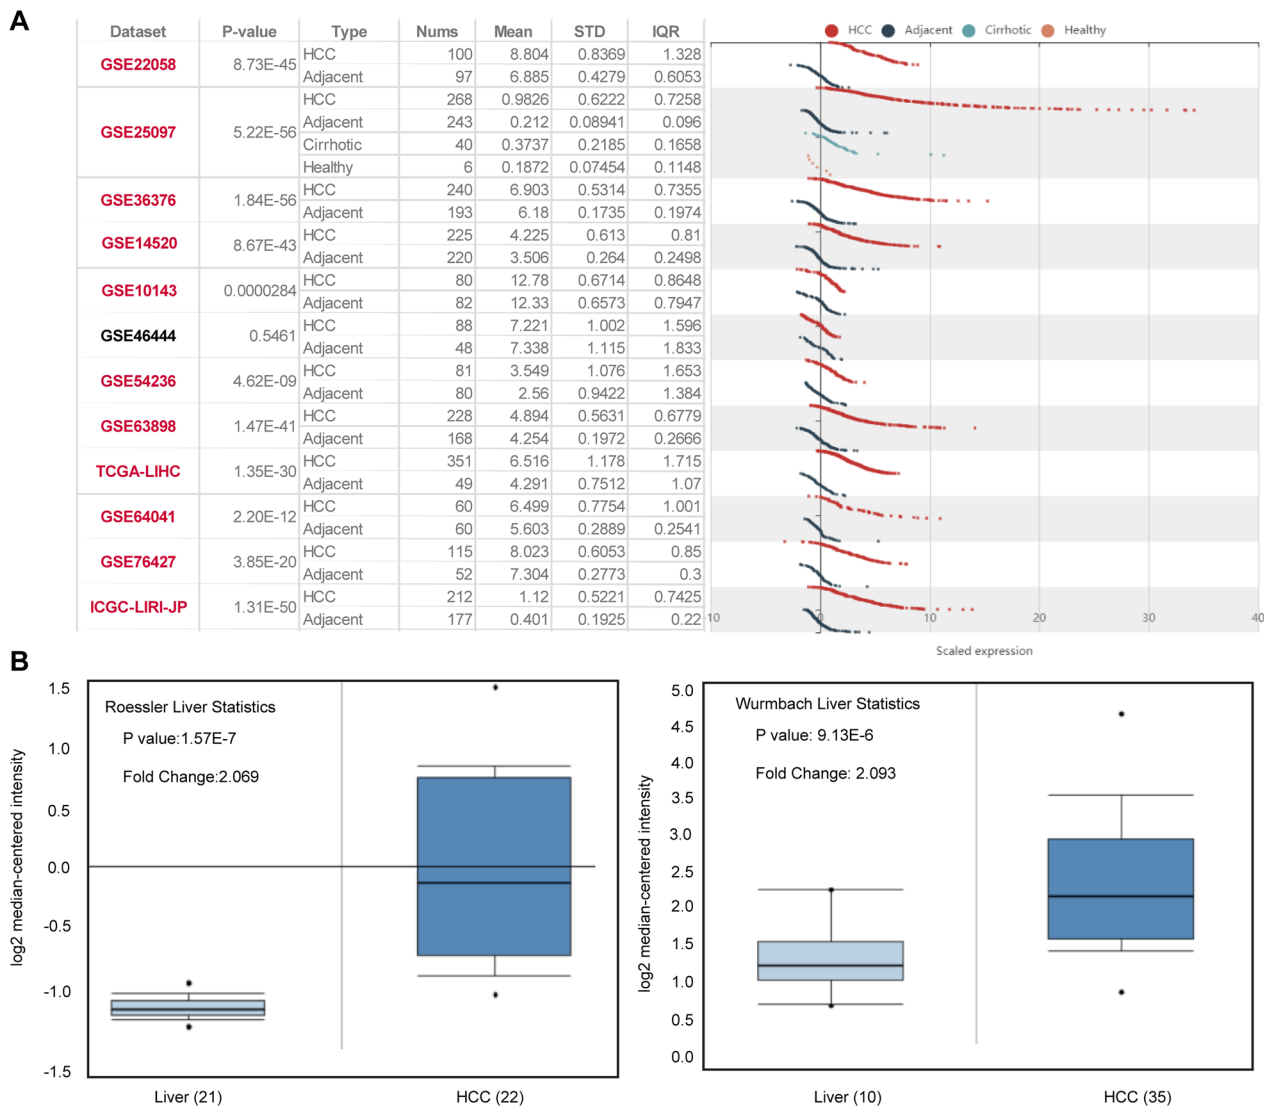 A
Dataset P-value Type Nums Mean STD IQR
HCC Adjacent Cirrhotic Healthy
GSE22058 8.73E-45 HCC 100 8.804 0.8369 1.328
Adjacent 97 6.885 0.4279 0.6053
GSE25097 5.22E-56 HCC 268 0.9826 0.6222 0.7258
Adjacent 243 0.212 0.08941 0.096
Cirrhotic 40 0.3737 0.2185 0.1658
Healthy 6 0.1872 0.07454 0.1148
GSE36376 1.84E-56 HCC 240 6.903 0.5314 0.7355
Adjacent 193 6.18 0.1735 0.1974
GSE14520 8.67E-43 HCC 225 4.225 0.613 0.81
Adjacent 220 3.506 0.264 0.2498
GSE10143 0.0000284 HCC 80 12.78 0.6714 0.8648
Adjacent 82 12.33 0.6573 0.7947
GSE46444 0.5461 HCC 88 7.221 1.002 1.596
Adjacent 48 7.338 1.115 1.833
GSE54236 4.62E-09 HCC 81 3.549 1.076 1.653
Adjacent 80 2.56 0.9422 1.384
GSE63898 1.47E-41 HCC 228 4.894 0.5631 0.6779
Adjacent 168 4.254 0.1972 0.2666
TCGA-LIHC 1.35E-30 HCC 351 6.516 1.178 1.715
Adjacent 49 4.291 0.7512 1.07
GSE64041 2.20E-12 HCC 60 6.499 0.7754 1.001
Adjacent 60 5.603 0.2889 0.2541
GSE76427 3.85E-20 HCC 115 8.023 0.6053 0.85
Adjacent 52 7.304 0.2773 0.3
ICGC-LIRI-JP 1.31E-50 HCC 212 1.12 0.5221 0.7425
Adjacent 177 0.401 0.1925 0.22
-10 0 10 20 30 40
Scaled expression
B
log2 median-centered intensity
1.5
1.0
0.5
0.0
-0.5
-1.0
-1.5
Roessler Liver Statistics
P value:1.57E-7
Fold Change:2.069
Liver (21) HCC (22)
log2 median-centered intensity
5.0
4.5
4.0
3.5
3.0
2.5
2.0
1.5
1.0
0.5
0.0
Wurmbach Liver Statistics
P value: 9.13E-6
Fold Change: 2.093
Liver (10) HCC (35)